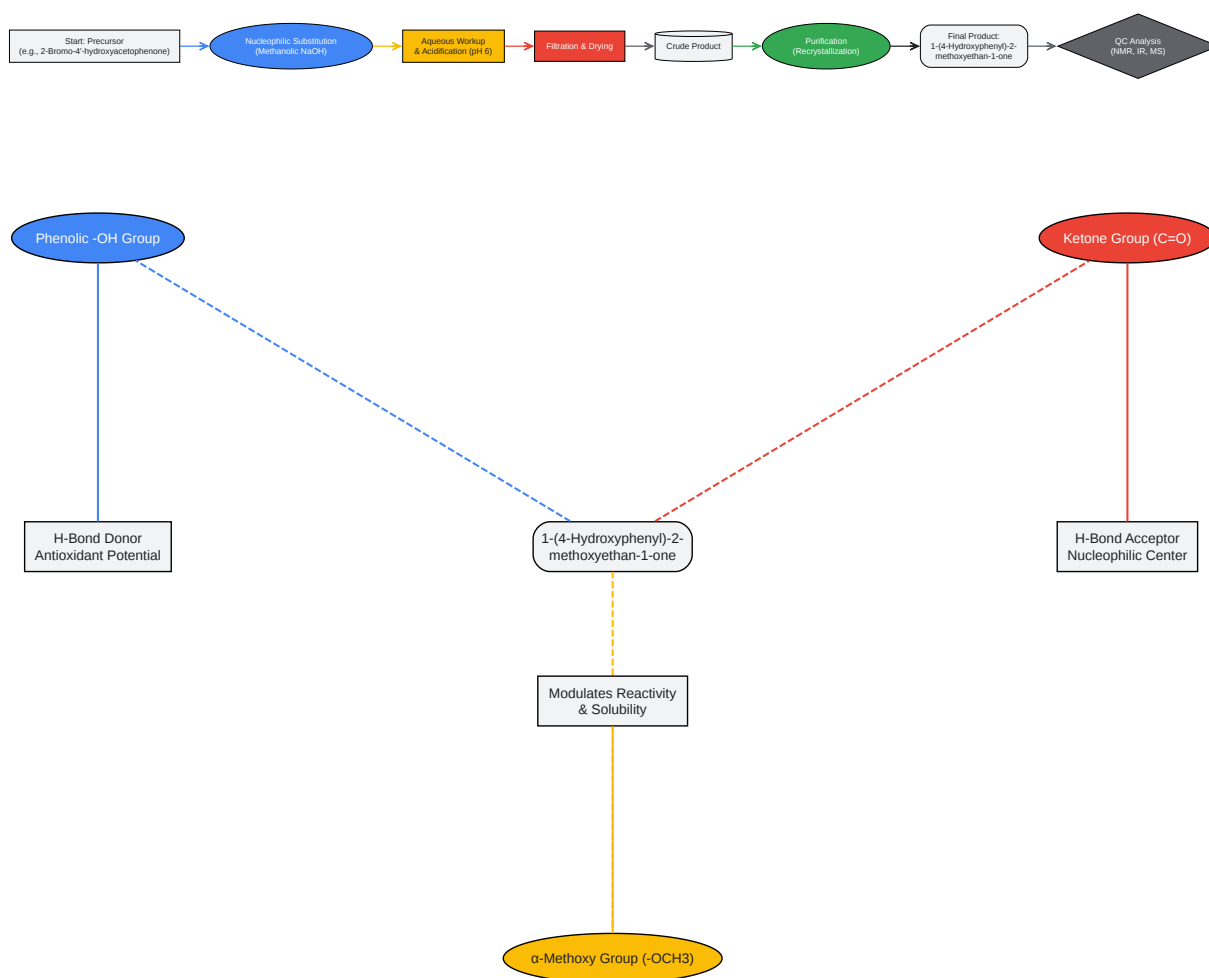 Start: Precursor
(e.g., 2-Bromo-4'-hydroxyacetophenone)
Nucleophilic Substitution
(Methanolic NaOH)
Aqueous Workup
& Acidification (pH 6)
Filtration & Drying
Crude Product
Purification
(Recrystallization)
Final Product:
1-(4-Hydroxyphenyl)-2-
methoxyethan-1-one
QC Analysis
(NMR, IR, MS)
Phenolic -OH Group
Ketone Group (C=O)
H-Bond Donor
Antioxidant Potential
1-(4-Hydroxyphenyl)-2-
methoxyethan-1-one
H-Bond Acceptor
Nucleophilic Center
Modulates Reactivity
& Solubility
α-Methoxy Group (-OCH3)